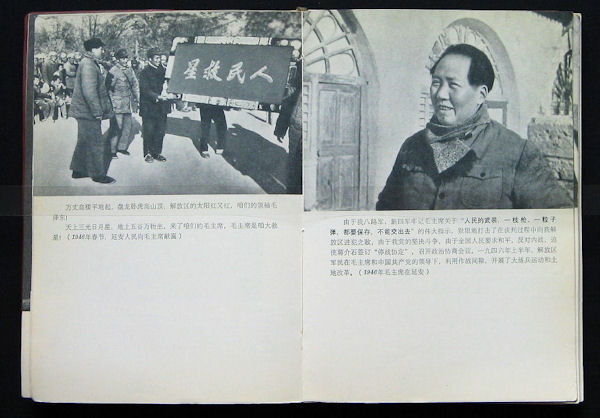 人民救星
万丈高楼平地起，盘龙卧虎高山顶；解放区的太阳红又红，咱们的领袖毛
泽东！
天上三光日月星，地上五谷万物生，来了咱们的毛主席，毛主席是咱大救
星！（1946年春节，延安人民向毛主席献匾）
由于我八路军、新四军牢记毛主席关于“人民的武装，一枝枪、一粒子
弹，都要保存，不能交出去”的伟大指示，狠狠地打击了在谈判过程中向我解
放区进犯之敌，由于我党的坚决斗争，由于全国人民要求和平、反对内战，迫
使蒋介石签订“停战协定”，召开政治协商会议。一九四六年上半年，解放区
军民在毛主席和中国共产党的领导下，利用作战间隙，开展了大练兵运动和土
地改革。（1946年毛主席在延安）